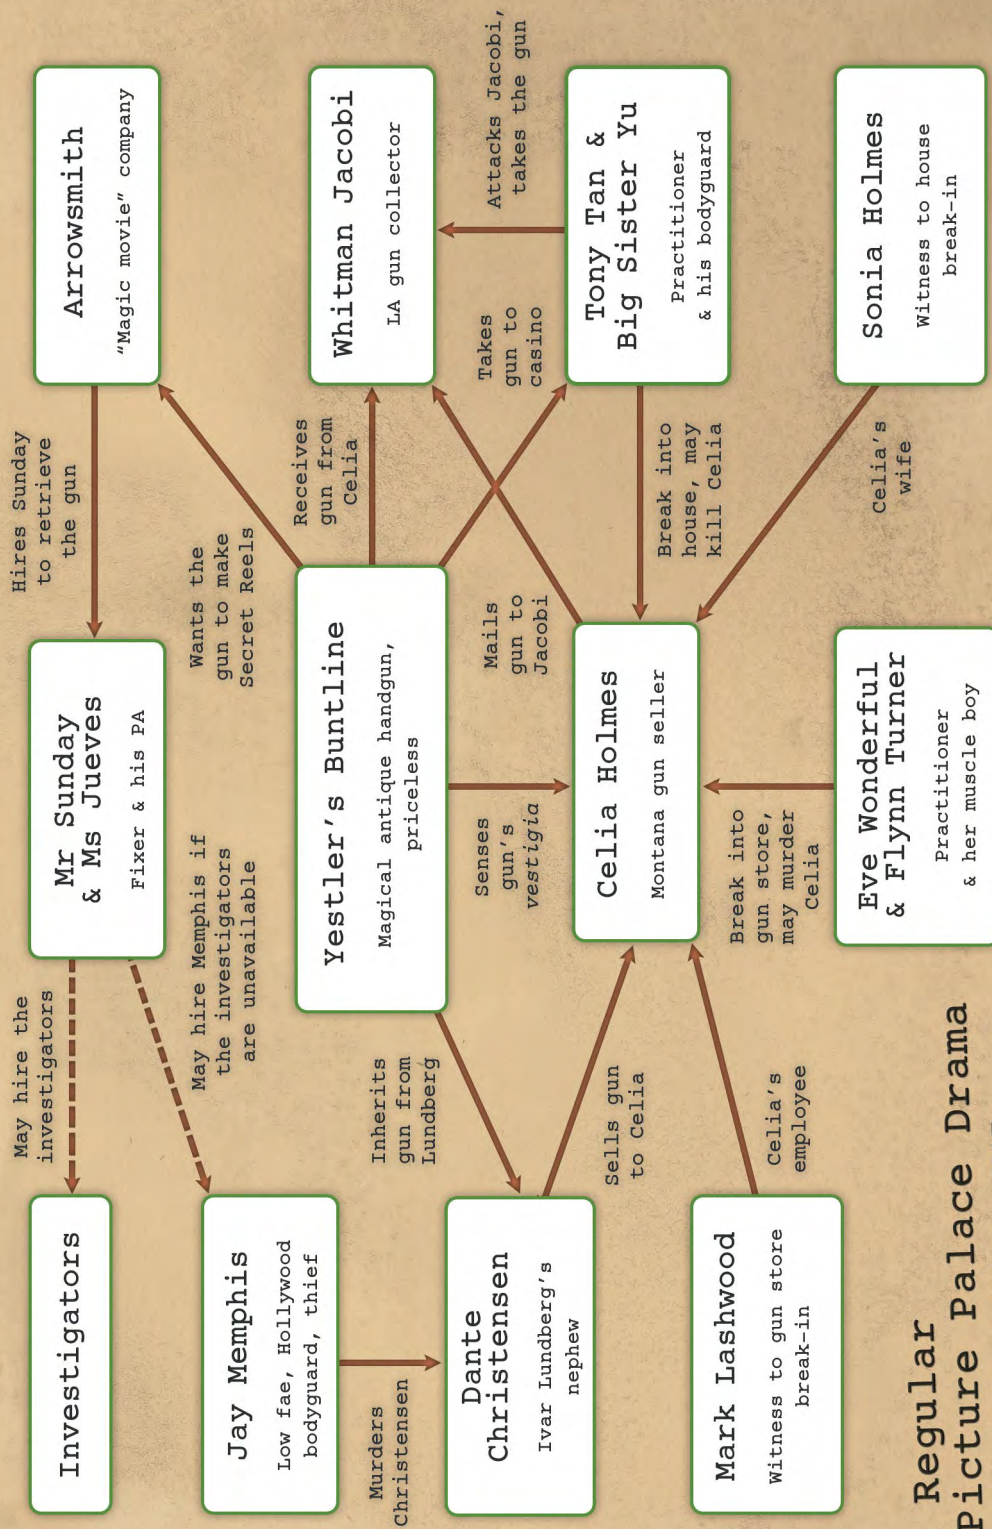 Investigators
May hire the
investigators
Mr Sunday
& Ms Jueves
Fixer & his PA
Hires Sunday
to retrieve
the gun
Arrowsmith
"Magic movie" company
Jay Memphis
Low fae, Hollywood
bodyguard, thief
May hire Memphis if
the investigators
are unavailable
Wants the
gun to make
Secret Reels
Murders
Christensen
Inherits
gun from
Lundberg
Yestler's Buntline
Magical antique handgun,
priceless
Receives
gun from
Celia
Whitman Jacobi
LA gun collector
Dante
Christensen
Ivar Lundberg's
nephew
Senses
gun's
vestigia
Mails
gun to
Jacobi
Takes
gun to
casino
Attacks Jacobi,
takes the gun
Sells gun
to Celia
Celia Holmes
Montana gun seller
Break into
house, may
kill Celia
Tony Tan &
Big Sister Yu
Practitioner
& his bodyguard
Mark Lashwood
Witness to gun store
break-in
Celia's
employee
Break into
gun store,
may murder
Celia
Celia's
wife
Eve Wonderful
& Flynn Turner
Practitioner
& her muscle boy
Sonia Holmes
Witness to house
break-in
Regular
Picture Palace Drama